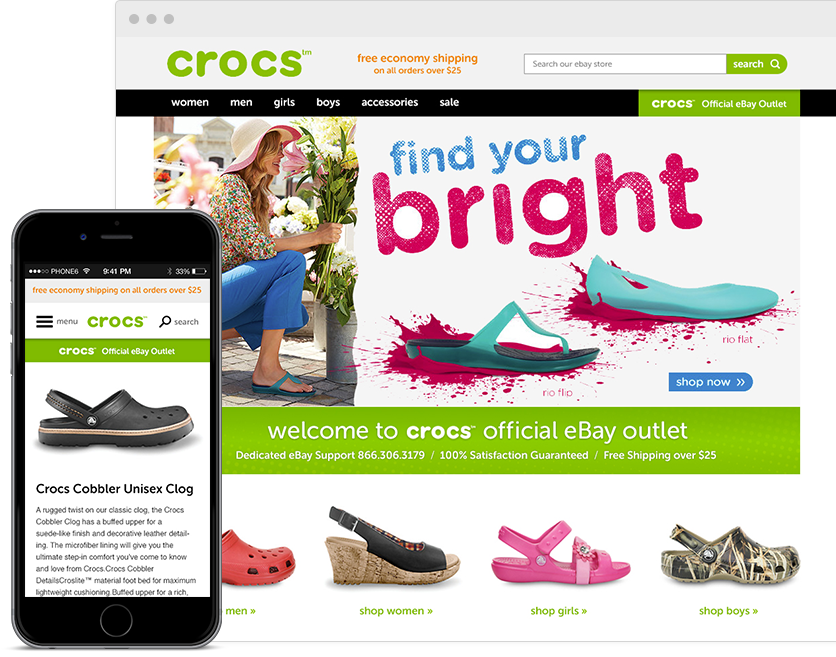 crocs™
free economy shipping
on all orders over $25
Search our ebay store
search
women men girls boys accessories sale
crocs™ Official eBay Outlet
find your
bright
rio flat
rio flip
shop now »
welcome to crocs™ official eBay outlet
Dedicated eBay Support 866.306.3179 / 100% Satisfaction Guaranteed / Free Shipping over $25
men »
shop women »
shop girls »
shop boys »
PHONE6 9:41 PM 33%
free economy shipping on all orders over $25
menu crocs™ search
crocs™ Official eBay Outlet
Crocs Cobbler Unisex Clog
A rugged twist on our classic clog, the Crocs
Cobbler Clog has a buffed upper for a
suede-like finish and decorative leather detail-
ing. The microfiber lining will give you the
ultimate step-in comfort you've come to know
and love from Crocs.Crocs Cobbler
DetailsCroslite™ material foot bed for maximum
lightweight cushioning.Buffed upper for a rich,